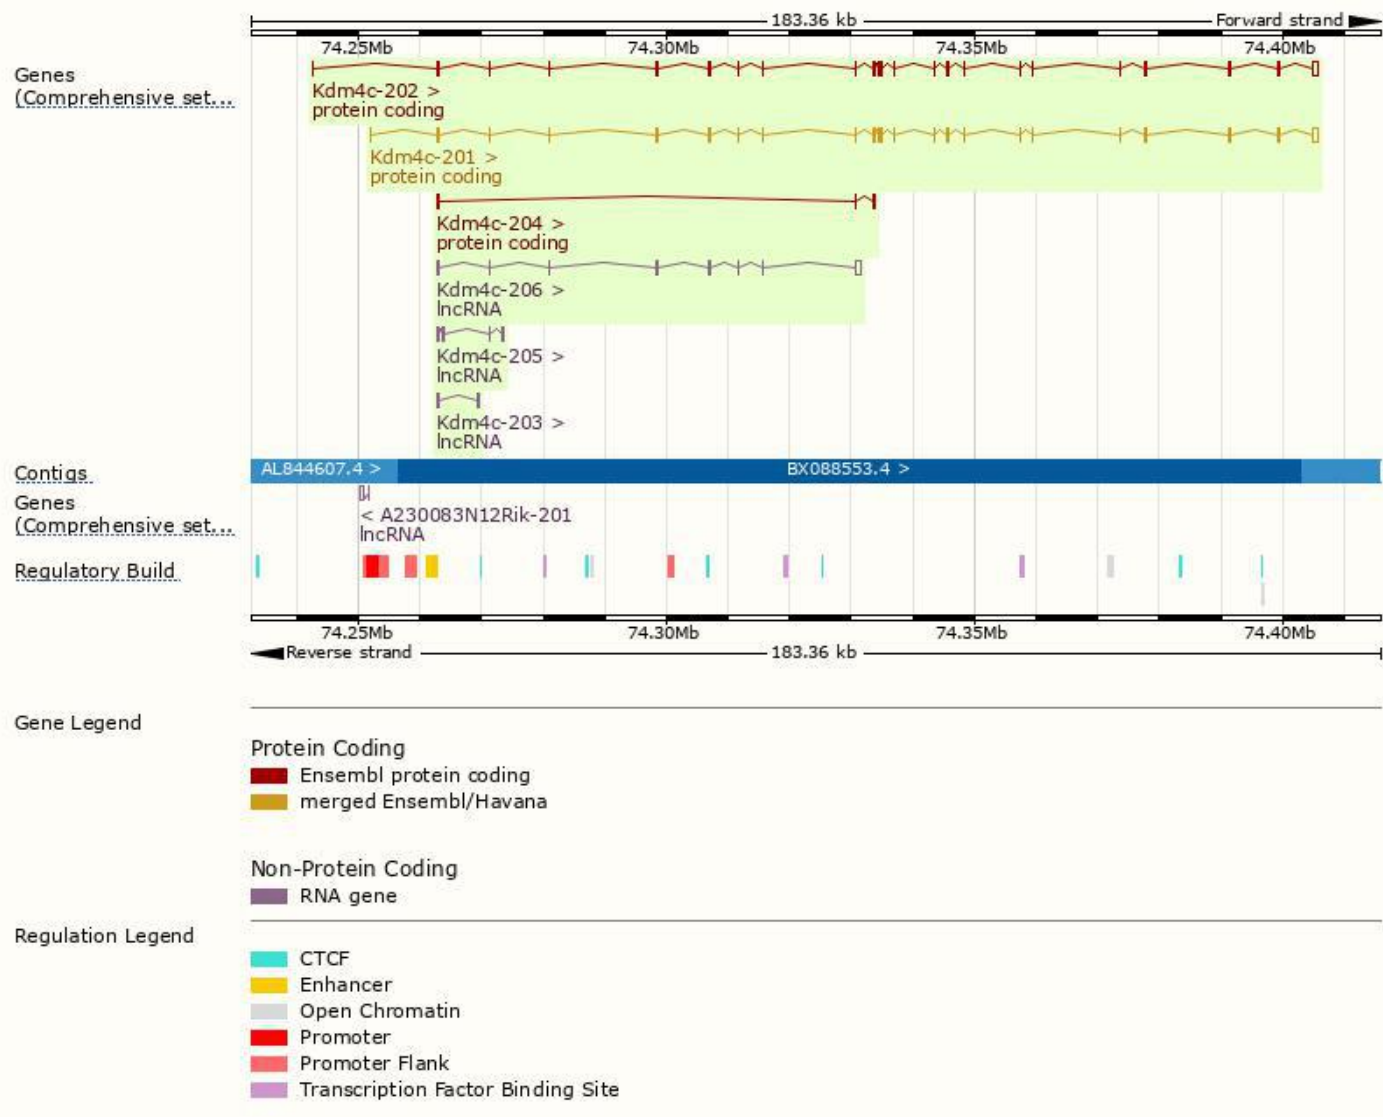 183.36 kb Forward strand
74.25Mb 74.30Mb 74.35Mb 74.40Mb
Genes
(Comprehensive set...
Kdm4c-202 >
protein coding
Kdm4c-201 >
protein coding
Kdm4c-204 >
protein coding
Kdm4c-206 >
lncRNA
Kdm4c-205 >
lncRNA
Kdm4c-203 >
lncRNA
Contigs AL844607.4 > BX088553.4 >
Genes
(Comprehensive set...
< A230083N12Rik-201
lncRNA
Regulatory Build
74.25Mb 74.30Mb 74.35Mb 74.40Mb
Reverse strand 183.36 kb
Gene Legend
Protein Coding
Ensembl protein coding
merged Ensembl/Havana
Non-Protein Coding
RNA gene
Regulation Legend
CTCF
Enhancer
Open Chromatin
Promoter
Promoter Flank
Transcription Factor Binding Site